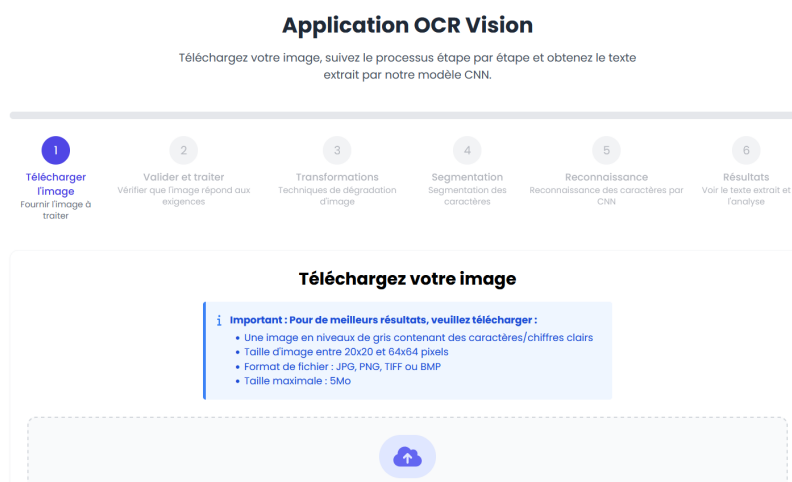 Application OCR Vision
Téléchargez votre image, suivez le processus étape par étape et obtenez le texte
extrait par notre modèle CNN.
1
Télécharger
l'image
Fournir l'image à
traiter
2
Valider et traiter
Vérifier que l'image répond aux
exigences
3
Transformations
Techniques de dégradation
d'image
4
Segmentation
Segmentation des
caractères
5
Reconnaissance
Reconnaissance des caractères par
CNN
6
Résultats
Voir le texte extrait et
l'analyse
Téléchargez votre image
Important : Pour de meilleurs résultats, veuillez télécharger :
• Une image en niveaux de gris contenant des caractères/chiffres clairs
• Taille d'image entre 20x20 et 64x64 pixels
• Format de fichier : JPG, PNG, TIFF ou BMP
• Taille maximale : 5Mo